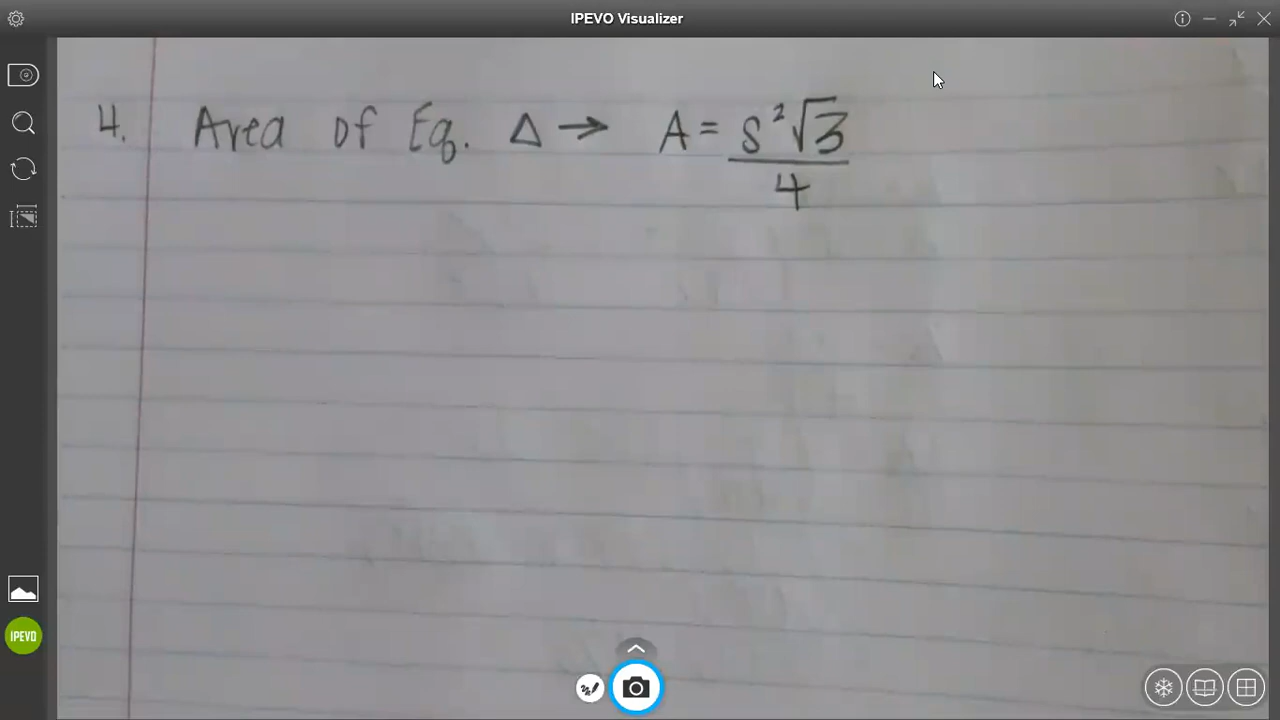 IPEVO Visualizer
4. Area of Eq. △ → A = s²√3
4
IPEVO